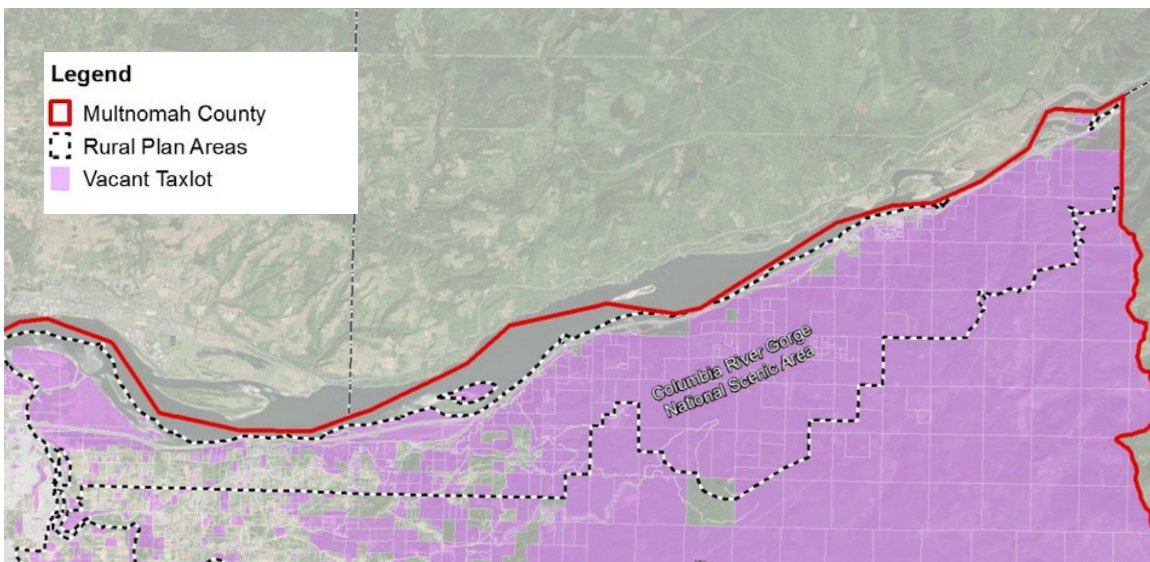 Legend
Multnomah County
Rural Plan Areas
Vacant Taxlot
Columbia River Gorge
National Scenic Area